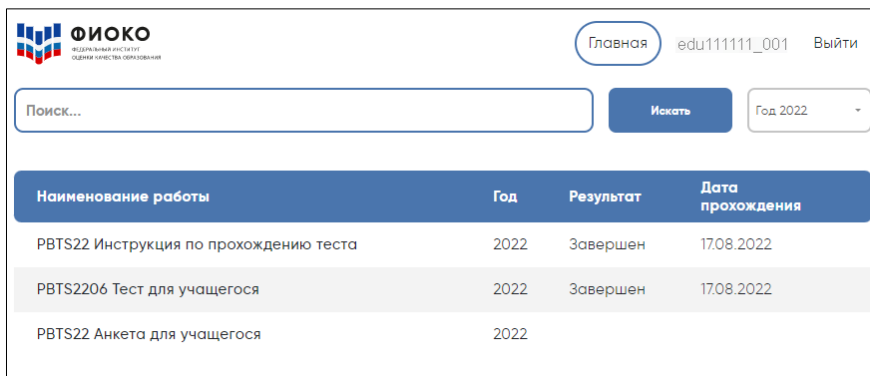 ФИОКО
ФЕДЕРАЛЬНЫЙ ИНСТИТУТ
ОЦЕНКИ КАЧЕСТВА ОБРАЗОВАНИЯ
Главная edu111111_001 Выйти
Поиск... Искать Год 2022
Наименование работы Год Результат Дата прохождения
PBTS22 Инструкция по прохождению теста 2022 Завершен 17.08.2022
PBTS2206 Тест для учащегося 2022 Завершен 17.08.2022
PBTS22 Анкета для учащегося 2022